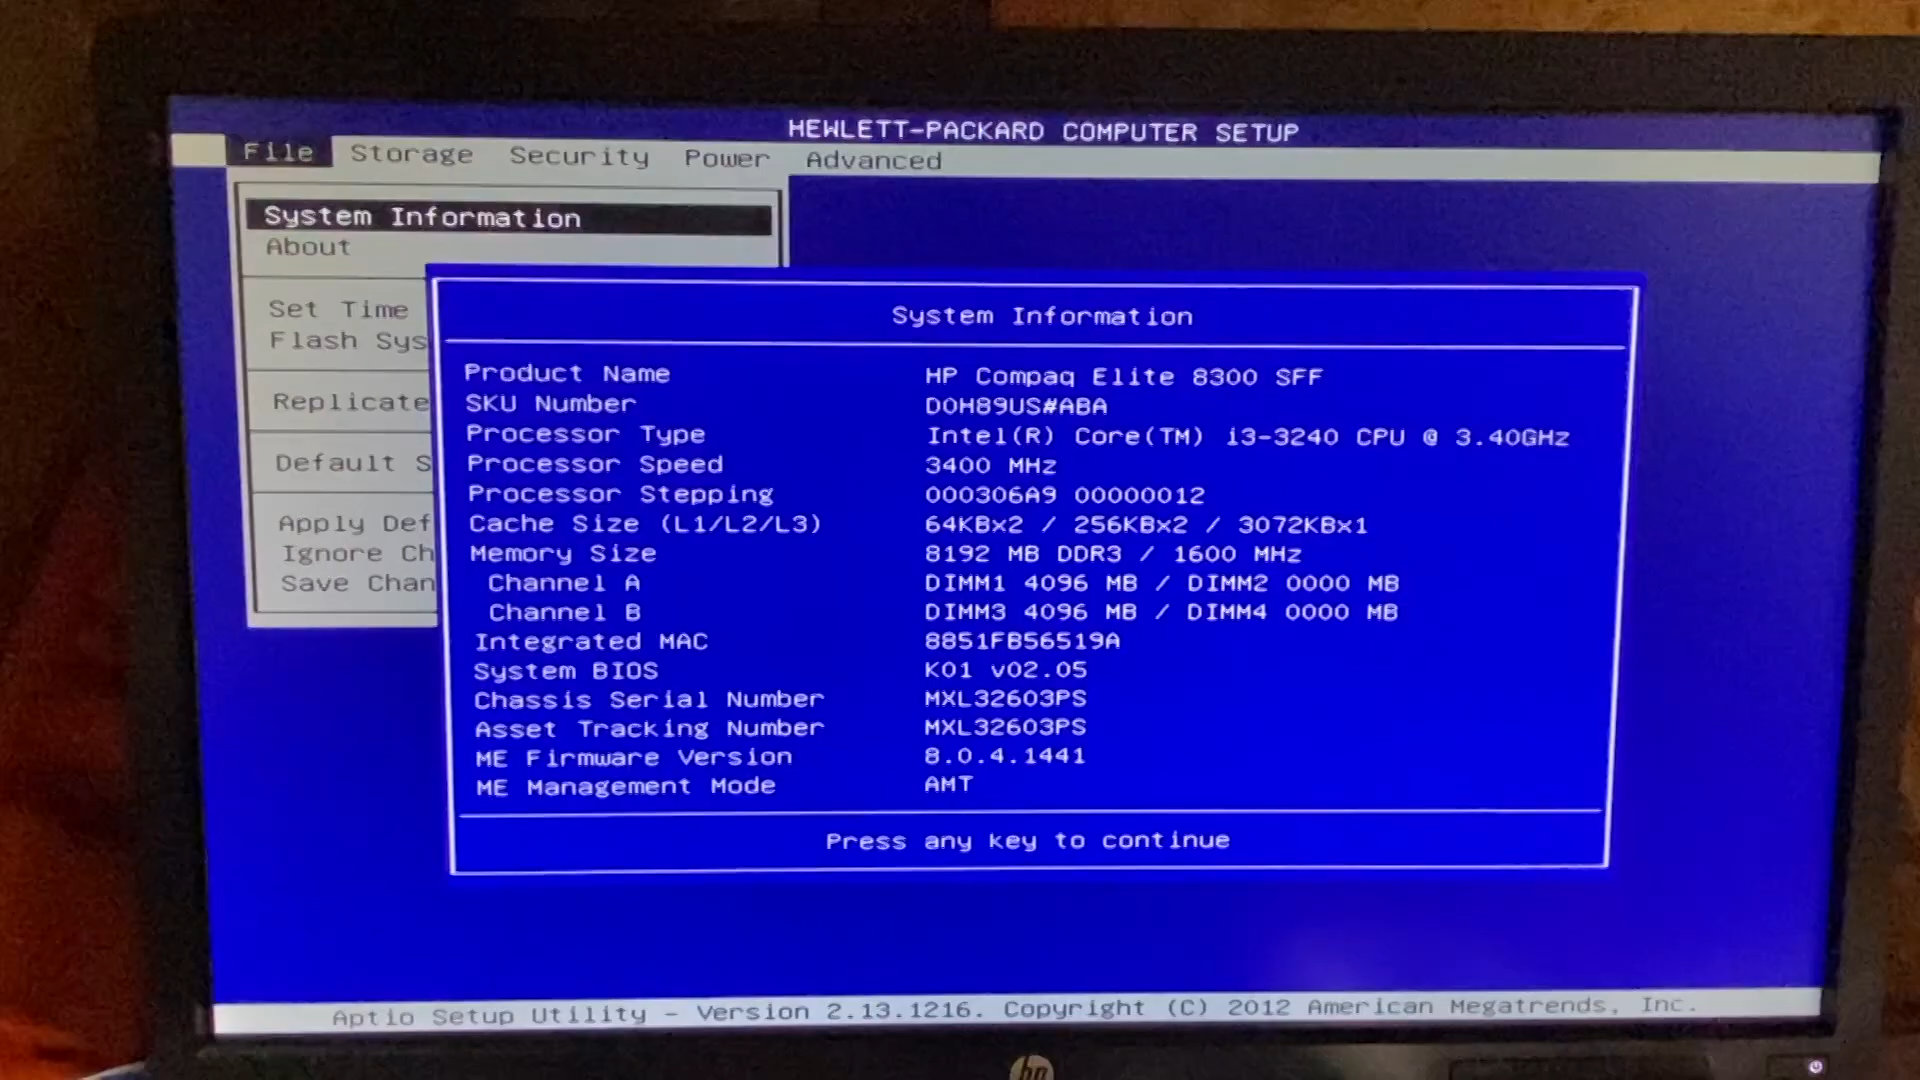 HEWLETT-PACKARD COMPUTER SETUP
File Storage Security Power Advanced
System Information
About
Set Time
Flash Sys
Replicate
Default S
Apply Def
Ignore Ch
Save Chan
System Information
Product Name HP Compaq Elite 8300 SFF
SKU Number D0H89US#ABA
Processor Type Intel(R) Core(TM) i3-3240 CPU @ 3.40GHz
Processor Speed 3400 MHz
Processor Stepping 000306A9 00000012
Cache Size (L1/L2/L3) 64KBx2 / 256KBx2 / 3072KBx1
Memory Size 8192 MB DDR3 / 1600 MHz
Channel A DIMM1 4096 MB / DIMM2 0000 MB
Channel B DIMM3 4096 MB / DIMM4 0000 MB
Integrated MAC 8851FB56519A
System BIOS K01 v02.05
Chassis Serial Number MXL32603PS
Asset Tracking Number MXL32603PS
ME Firmware Version 8.0.4.1441
ME Management Mode AMT
Press any key to continue
Aptio Setup Utility - Version 2.13.1216. Copyright (C) 2012 American Megatrends, Inc.
hp